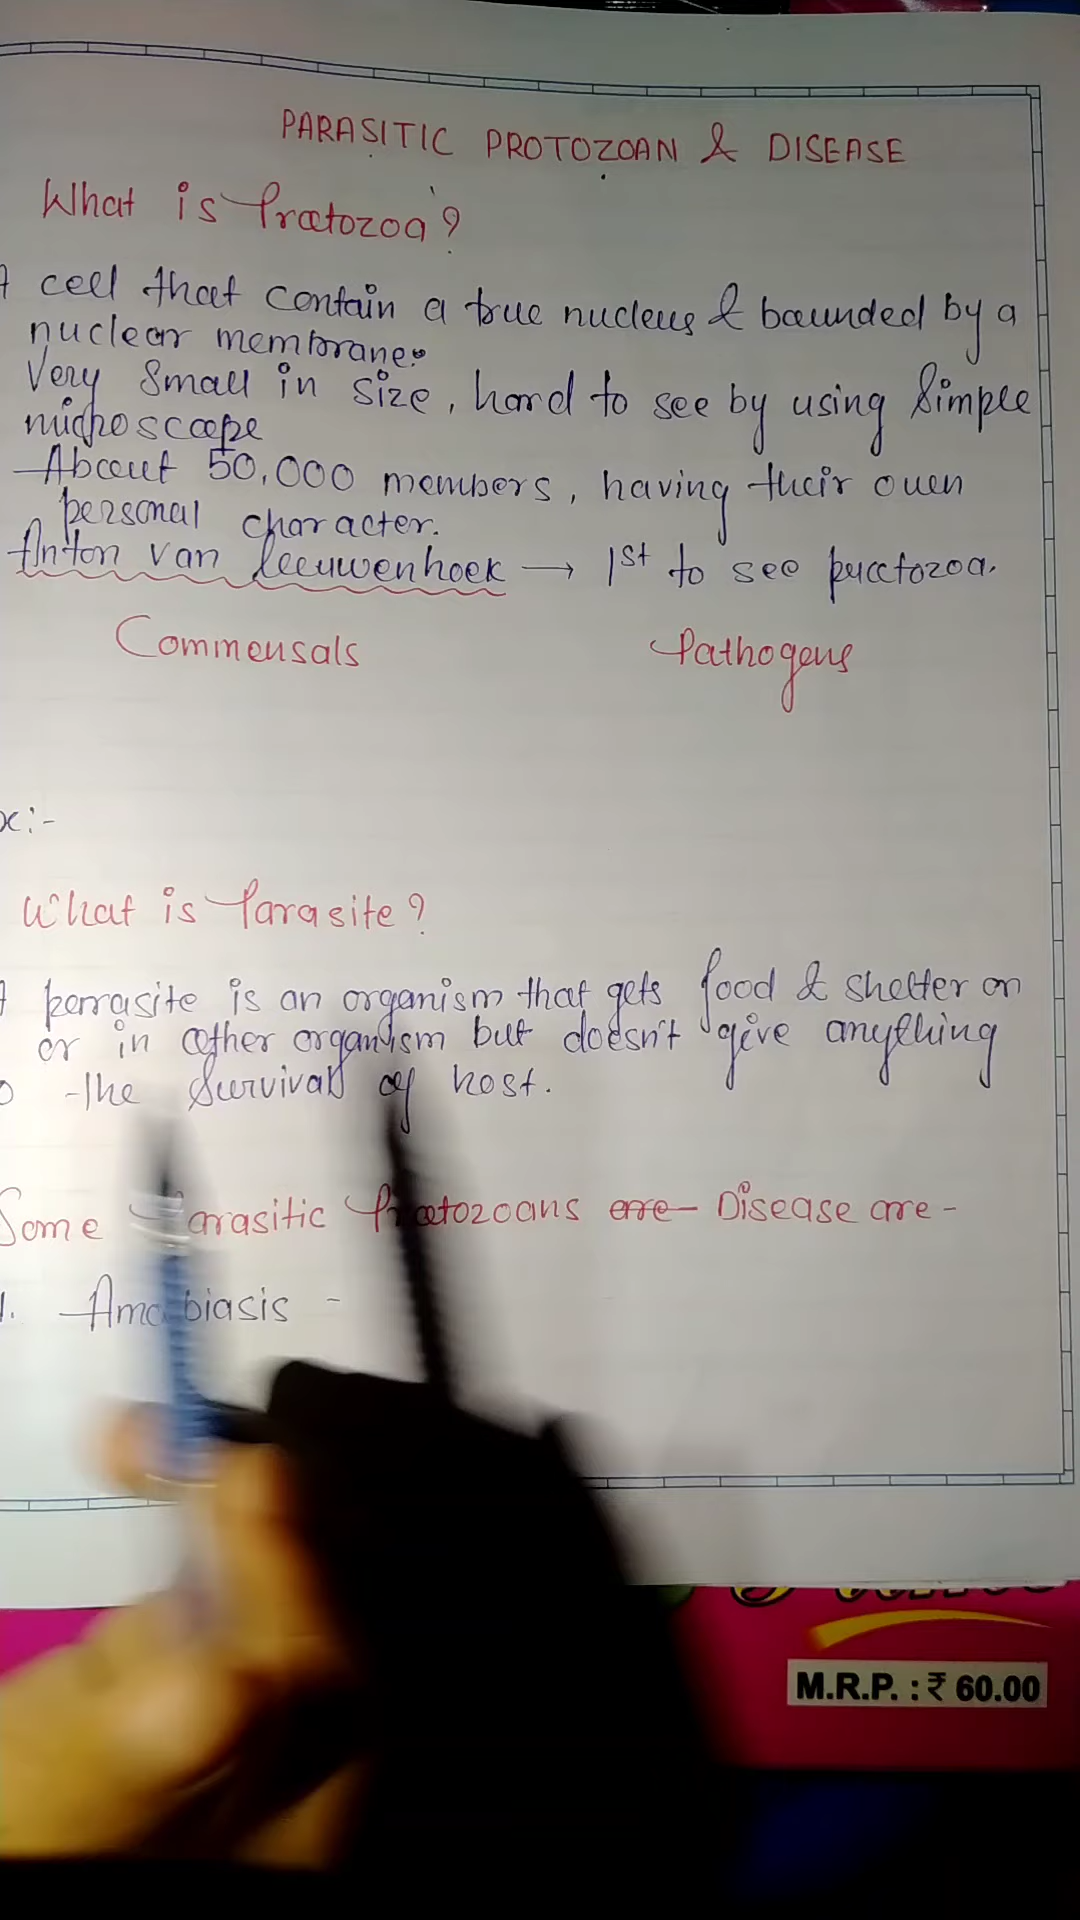 PARASITIC PROTOZOAN & DISEASE
What is Protozoa?
A cell that contain a true nucleus & bounded by a
nuclear membrane.
Very small in size, hard to see by using simple
microscope
About 50,000 members, having their own
personal character.
Anton van leeuwenhoek → 1st to see protozoa.
Commensals Pathogens
x:-
What is Parasite?
parasite is an organism that gets food & shelter on
or in other organism but doesn't give anything
the survival of host.
Some Parasitic Protozoans are Disease are -
1. Amobiasis -
M.R.P. : ₹ 60.00